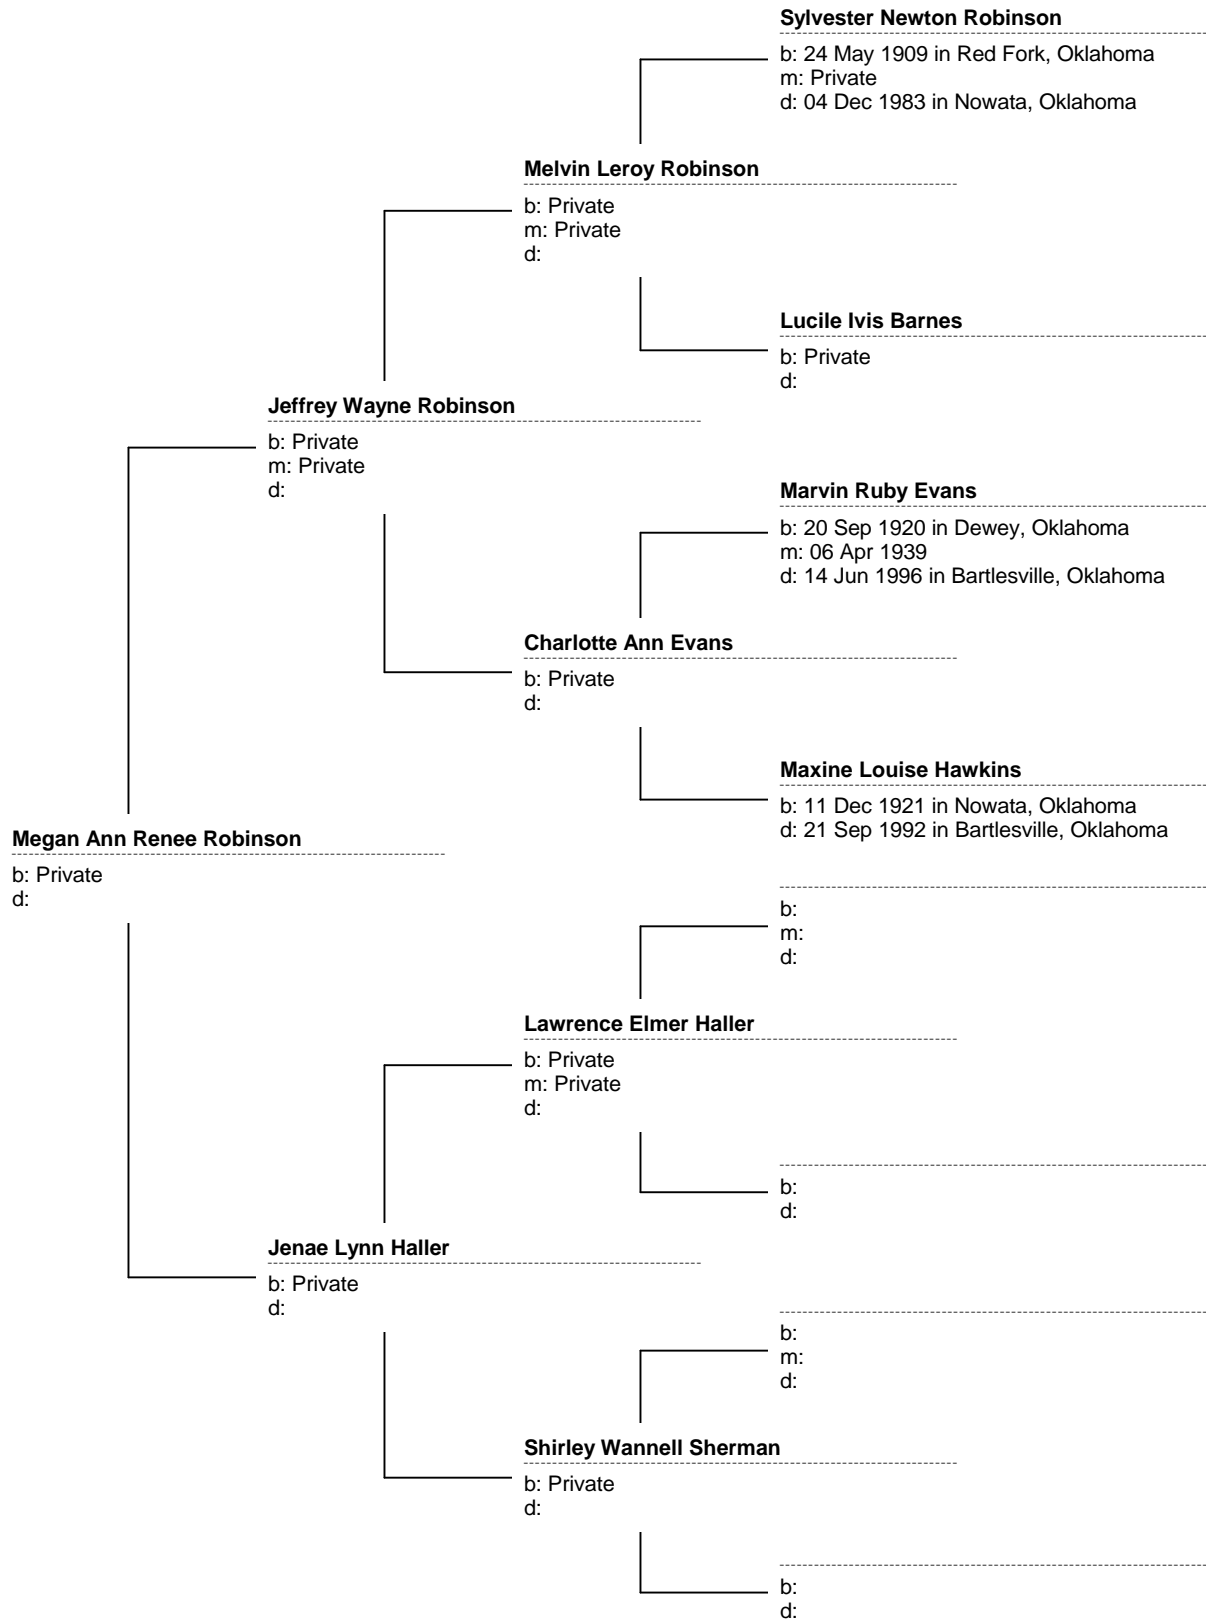 Sylvester Newton Robinson
b: 24 May 1909 in Red Fork, Oklahoma
m: Private
d: 04 Dec 1983 in Nowata, Oklahoma
Melvin Leroy Robinson
b: Private
m: Private
d:
Lucile Ivis Barnes
b: Private
d:
Jeffrey Wayne Robinson
b: Private
m: Private
d:
Marvin Ruby Evans
b: 20 Sep 1920 in Dewey, Oklahoma
m: 06 Apr 1939
d: 14 Jun 1996 in Bartlesville, Oklahoma
Charlotte Ann Evans
b: Private
d:
Maxine Louise Hawkins
b: 11 Dec 1921 in Nowata, Oklahoma
d: 21 Sep 1992 in Bartlesville, Oklahoma
Megan Ann Renee Robinson
b: Private
d:
b:
m:
d:
Lawrence Elmer Haller
b: Private
m: Private
d:
b:
d:
Jenae Lynn Haller
b: Private
d:
b:
m:
d:
Shirley Wannell Sherman
b: Private
d:
b:
d: